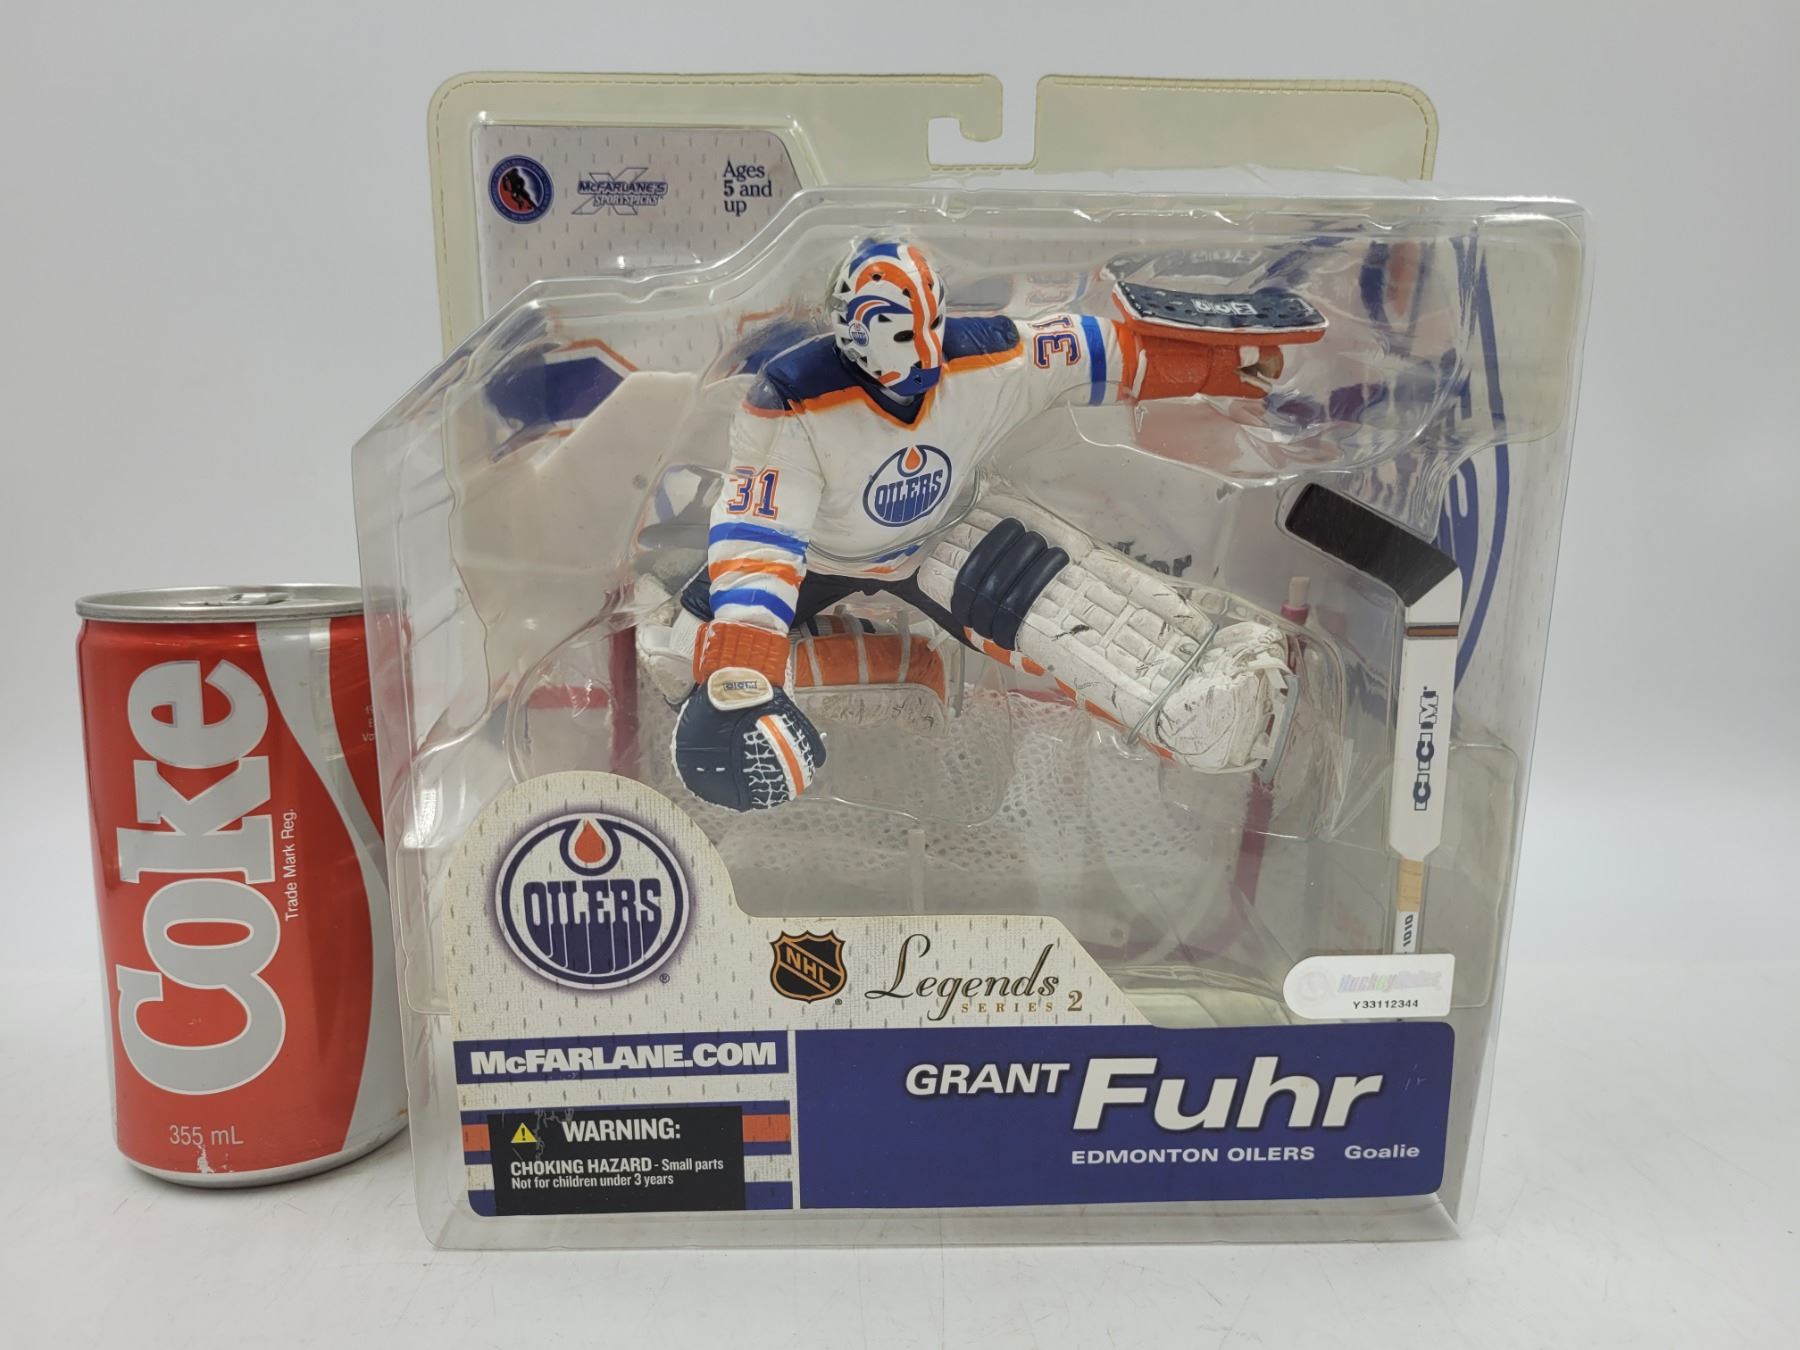 McFARLANE'S
SPORTSPICKS
Ages
5 and
up
31
31
OILERS
CCM
1010
Coke
Trade Mark Reg.
355 mL
OILERS
NHL
Legends
SERIES 2
Y33112344
McFARLANE.COM
GRANT Fuhr
EDMONTON OILERS Goalie
WARNING:
CHOKING HAZARD - Small parts
Not for children under 3 years